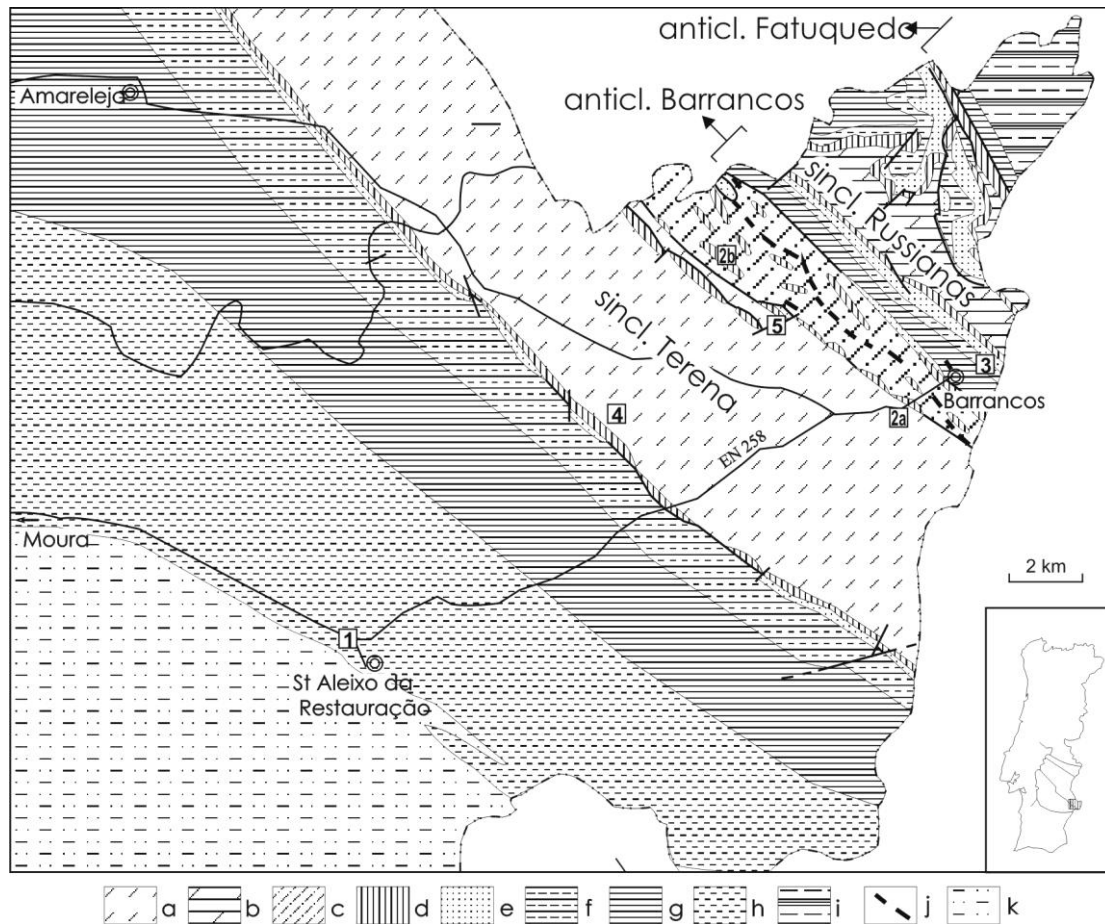 anticl. Fatuquedo
anticl. Barrancos
Amareleja
sincl. Russianas
2b
5
sincl. Terena
3
Barrancos
4
2a
EN 258
Moura
2 km
1
St Aleixo da
Restauração
a b c d e f g h i j k